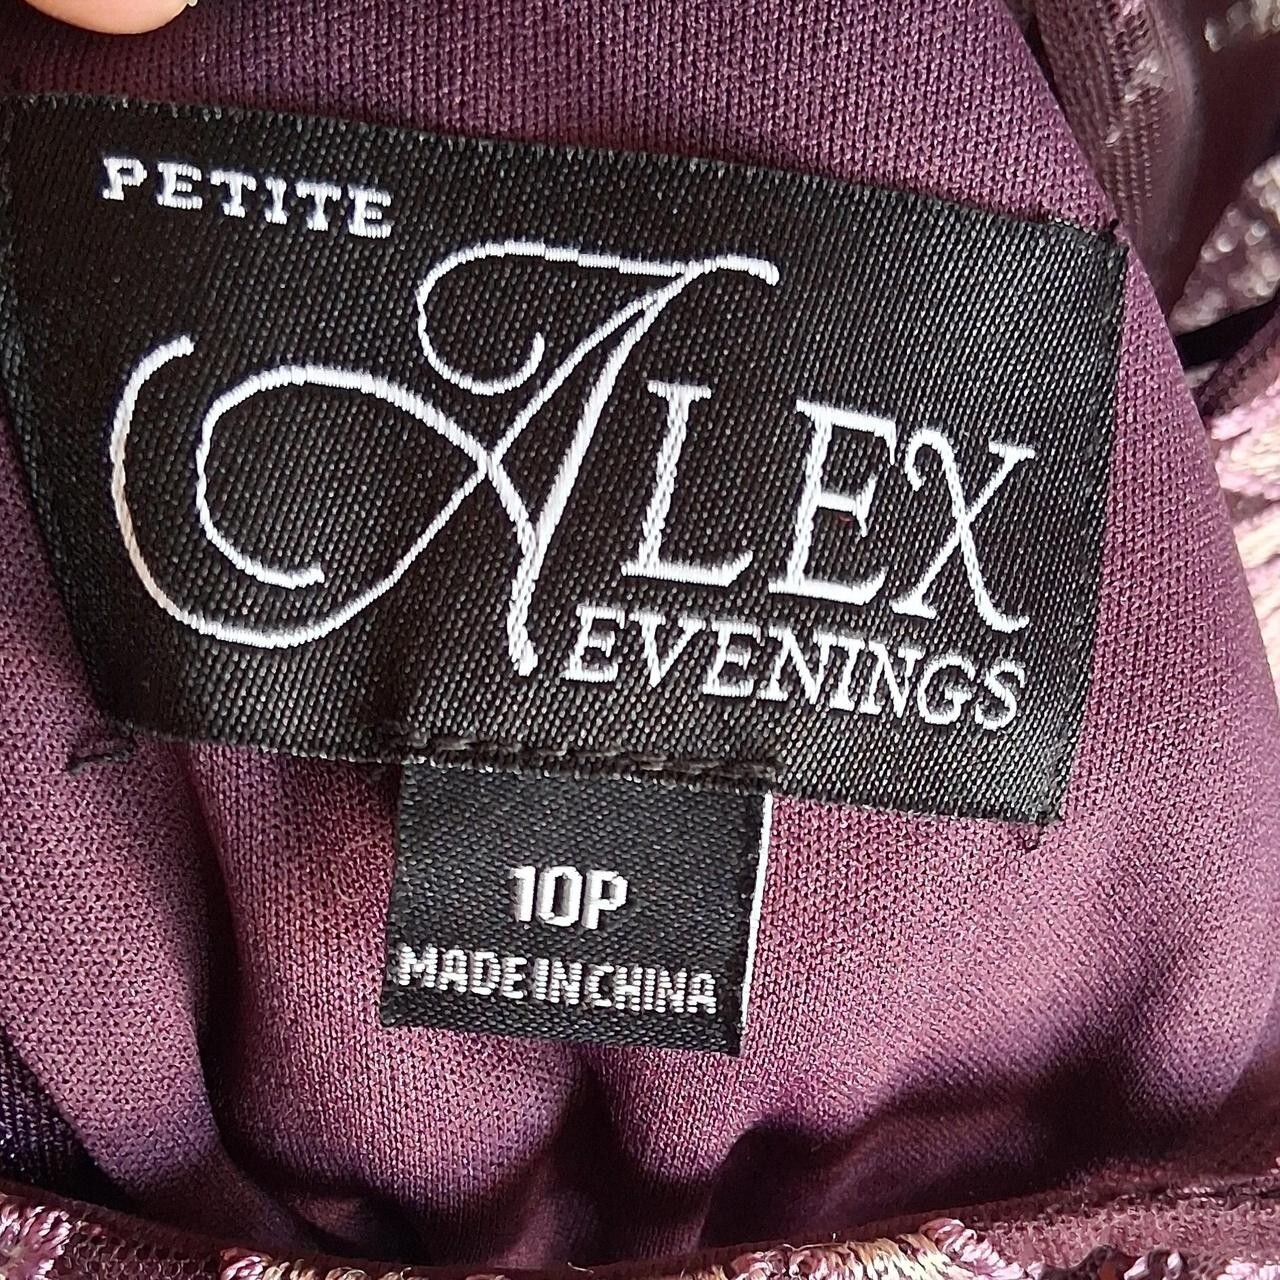 PETITE
ALEX
EVENINGS
10P
MADE IN CHINA